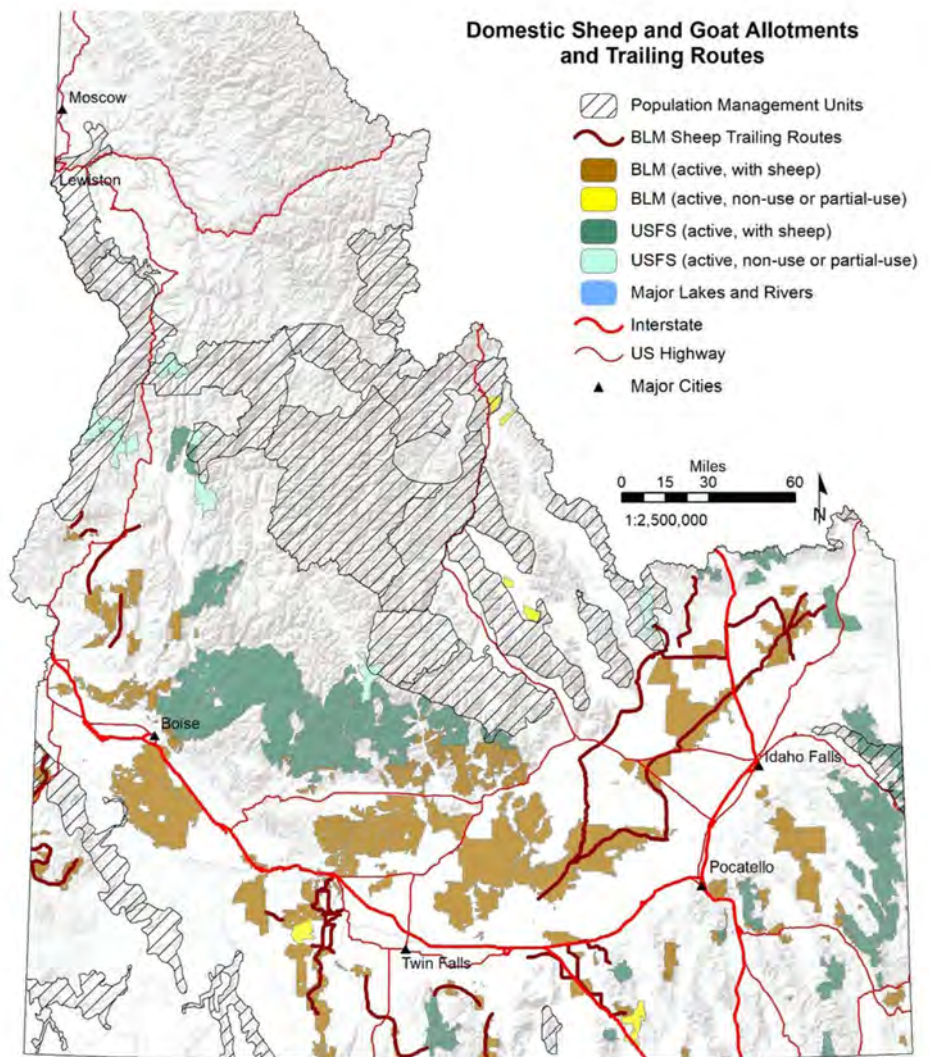 Domestic Sheep and Goat Allotments
and Trailing Routes
Moscow
Population Management Units
BLM Sheep Trailing Routes
Lewiston
BLM (active, with sheep)
BLM (active, non-use or partial-use)
USFS (active, with sheep)
USFS (active, non-use or partial-use)
Major Lakes and Rivers
Interstate
US Highway
Major Cities
Miles
0 15 30 60
1:2,500,000
N
Boise
Idaho Falls
Pocatello
Twin Falls